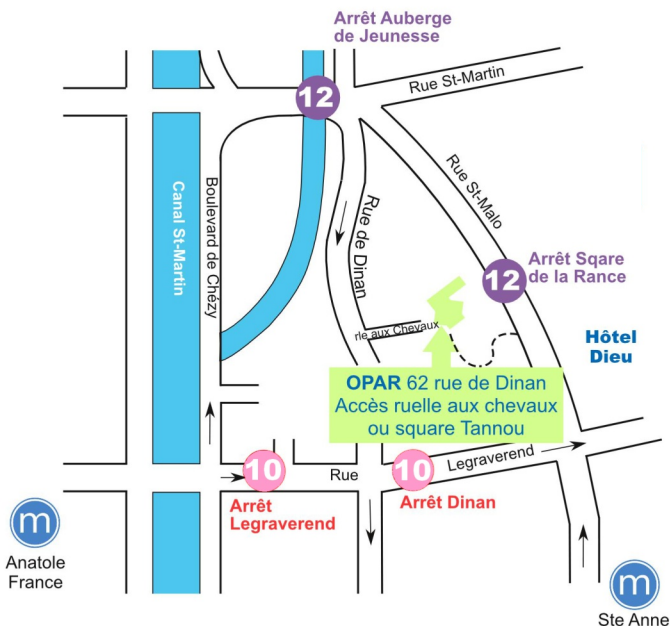 Arrêt Auberge
de Jeunesse
12
Rue St-Martin
Rue St-Malo
Canal St-Martin
Boulevard de Chézy
Rue de Dinan
Arrêt Sqare
de la Rance
12
rle aux Chevaux
Hôtel
Dieu
OPAR 62 rue de Dinan
Accès ruelle aux chevaux
ou square Tannou
10
Rue
10
Legraverend
Arrêt
Legraverend
Arrêt Dinan
m
Anatole
France
m
Ste Anne